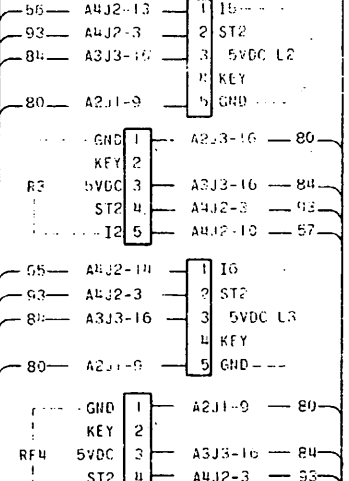 56 A4J2-13 1 I5
93 A4J2-3 2 ST2
84 A3J3-16 3 5VDC L2
4 KEY
80 A2J1-9 5 GND
GND 1 A2J3-16 80
KEY 2
R3 5VDC 3 A3J3-16 84
ST2 4 A4J2-3 93
I2 5 A4J2-10 57
55 A4J2-14 1 I6
93 A4J2-3 2 ST2
84 A3J3-16 3 5VDC L3
4 KEY
80 A2J1-9 5 GND
GND 1 A2J1-9 80
KEY 2
RF4 5VDC 3 A3J3-16 84
ST2 4 A4J2-3 93